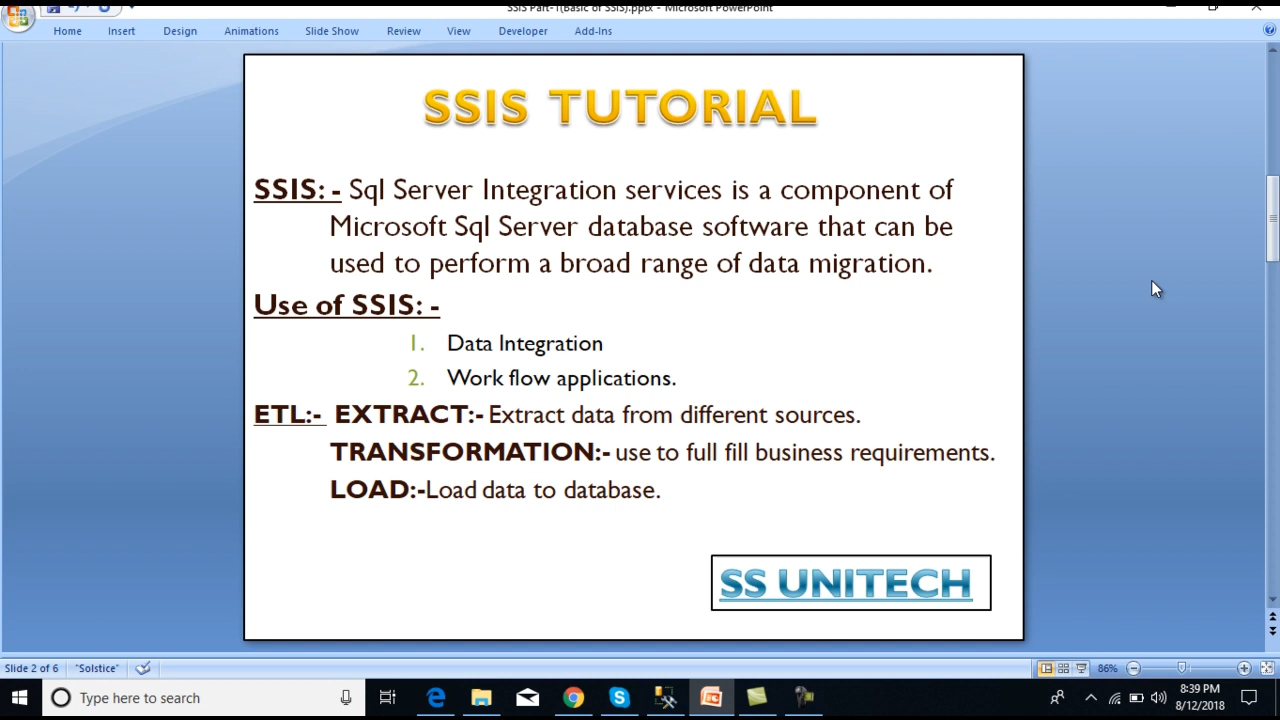 SSIS Part-1(Basic of SSIS).pptx - Microsoft PowerPoint
Home Insert Design Animations Slide Show Review View Developer Add-Ins
SSIS TUTORIAL
SSIS: - Sql Server Integration services is a component of
Microsoft Sql Server database software that can be
used to perform a broad range of data migration.
Use of SSIS: -
1. Data Integration
2. Work flow applications.
ETL:- EXTRACT:- Extract data from different sources.
TRANSFORMATION:- use to full fill business requirements.
LOAD:-Load data to database.
SS UNITECH
Slide 2 of 6 "Solstice" 86%
Type here to search
8:39 PM
8/12/2018